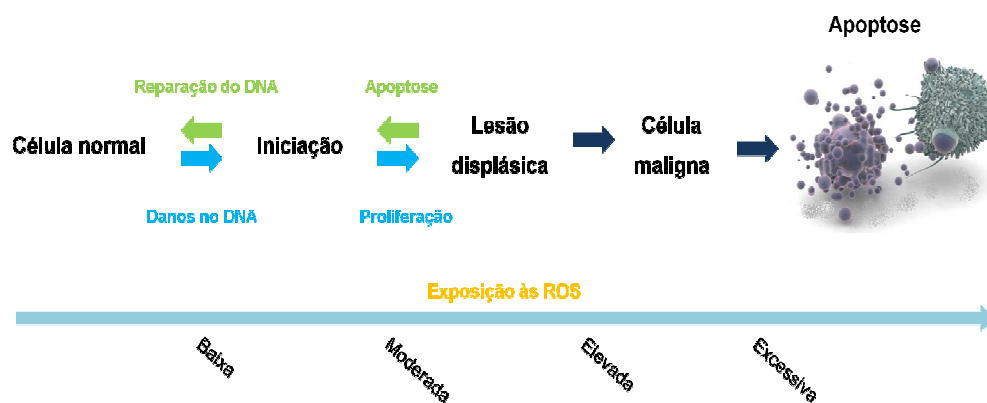 Apoptose
Reparação do DNA
Apoptose
Célula normal
Iniciação
Lesão
displásica
Célula
maligna
Danos no DNA
Proliferação
Exposição às ROS
Baixa
Moderada
Elevada
Excessiva